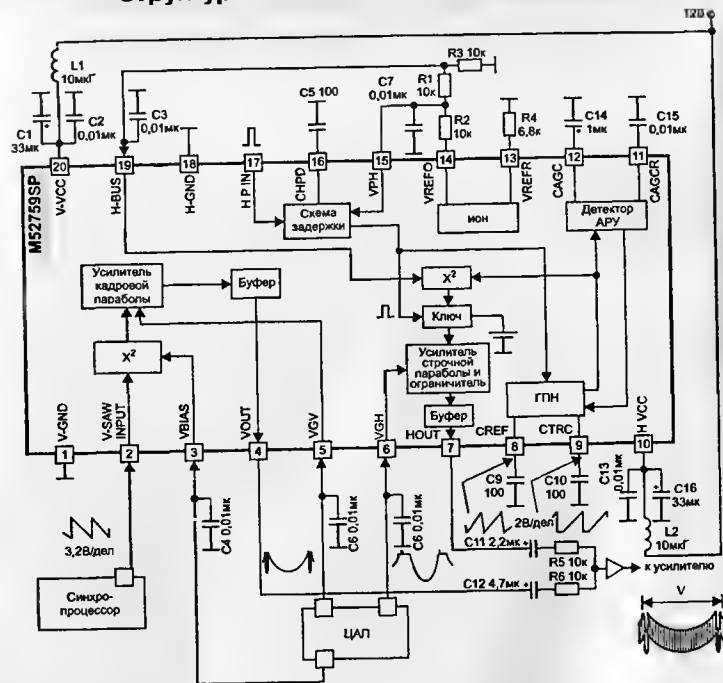 12В
L1
10мкГ
R3 10к
R1
10к
R2
10к
R4
6,8к
C1
33мк
C2
0,01мк
C3
0,01мк
C5 100
C7
0,01мк
C14
1мк
C15
0,01мк
20
19
18
17
16
15
14
13
12
11
M52759SP
V-VCC
H-BUS
H-GND
H P IN
CHPD
VPH
VREFO
VREFR
CAGC
CAGCR
Схема
задержки
ИОН
Детектор
АРУ
Усилитель
кадровой
параболы
Буфер
X²
Ключ
X²
Усилитель
строчной
параболы и
ограничитель
Буфер
ГПН
V-GND
V-SAW
INPUT
VBIAS
VOUT
VGV
VGH
HOUT
CREF
CTRC
H VCC
1
2
3
4
5
6
7
8
9
10
3,2В/дел
C4 0,01мк
C6 0,01мк
C6 0,01мк
C9
100
C10
100
2В/дел
C13
0,01мк
C16
33мк
L2
10мкГ
C11 2,2мк
R5 10к
R6 10к
C12 4,7мк
к усилителю
V
Синхро-
процессор
ЦАП